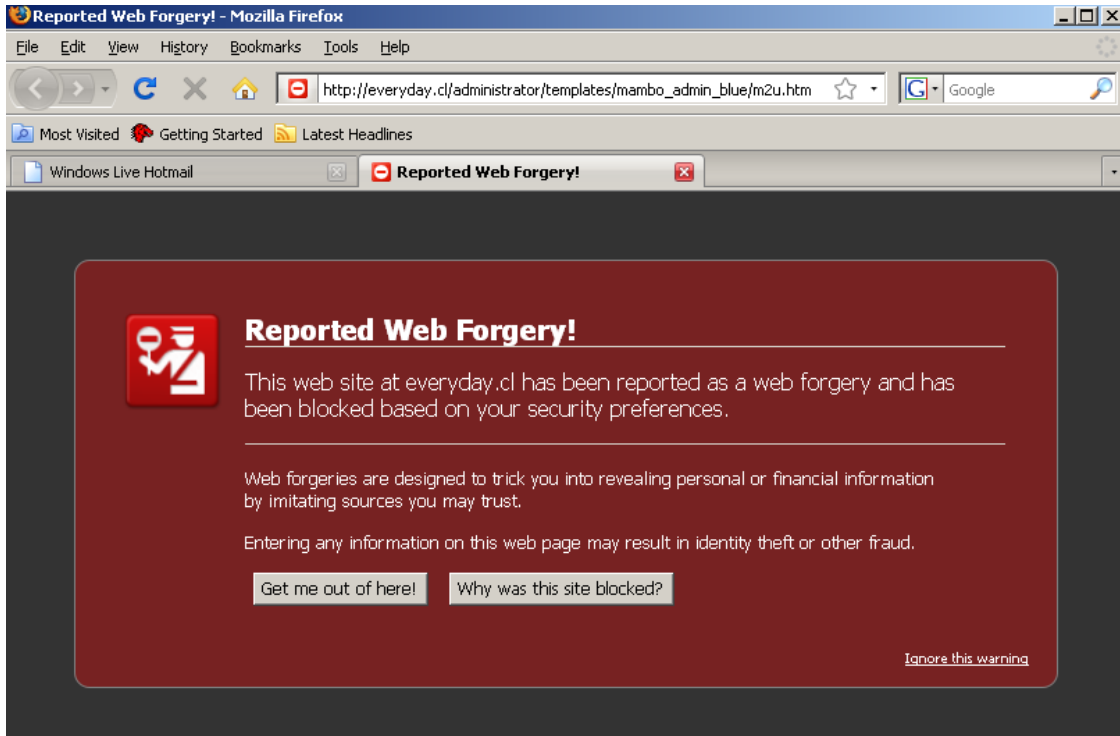 Reported Web Forgery! - Mozilla Firefox
File Edit View History Bookmarks Tools Help
http://everyday.cl/administrator/templates/mambo_admin_blue/m2u.htm G Google
Most Visited Getting Started Latest Headlines
Windows Live Hotmail Reported Web Forgery!
Reported Web Forgery!
This web site at everyday.cl has been reported as a web forgery and has
been blocked based on your security preferences.
Web forgeries are designed to trick you into revealing personal or financial information
by imitating sources you may trust.
Entering any information on this web page may result in identity theft or other fraud.
Get me out of here! Why was this site blocked?
Ignore this warning